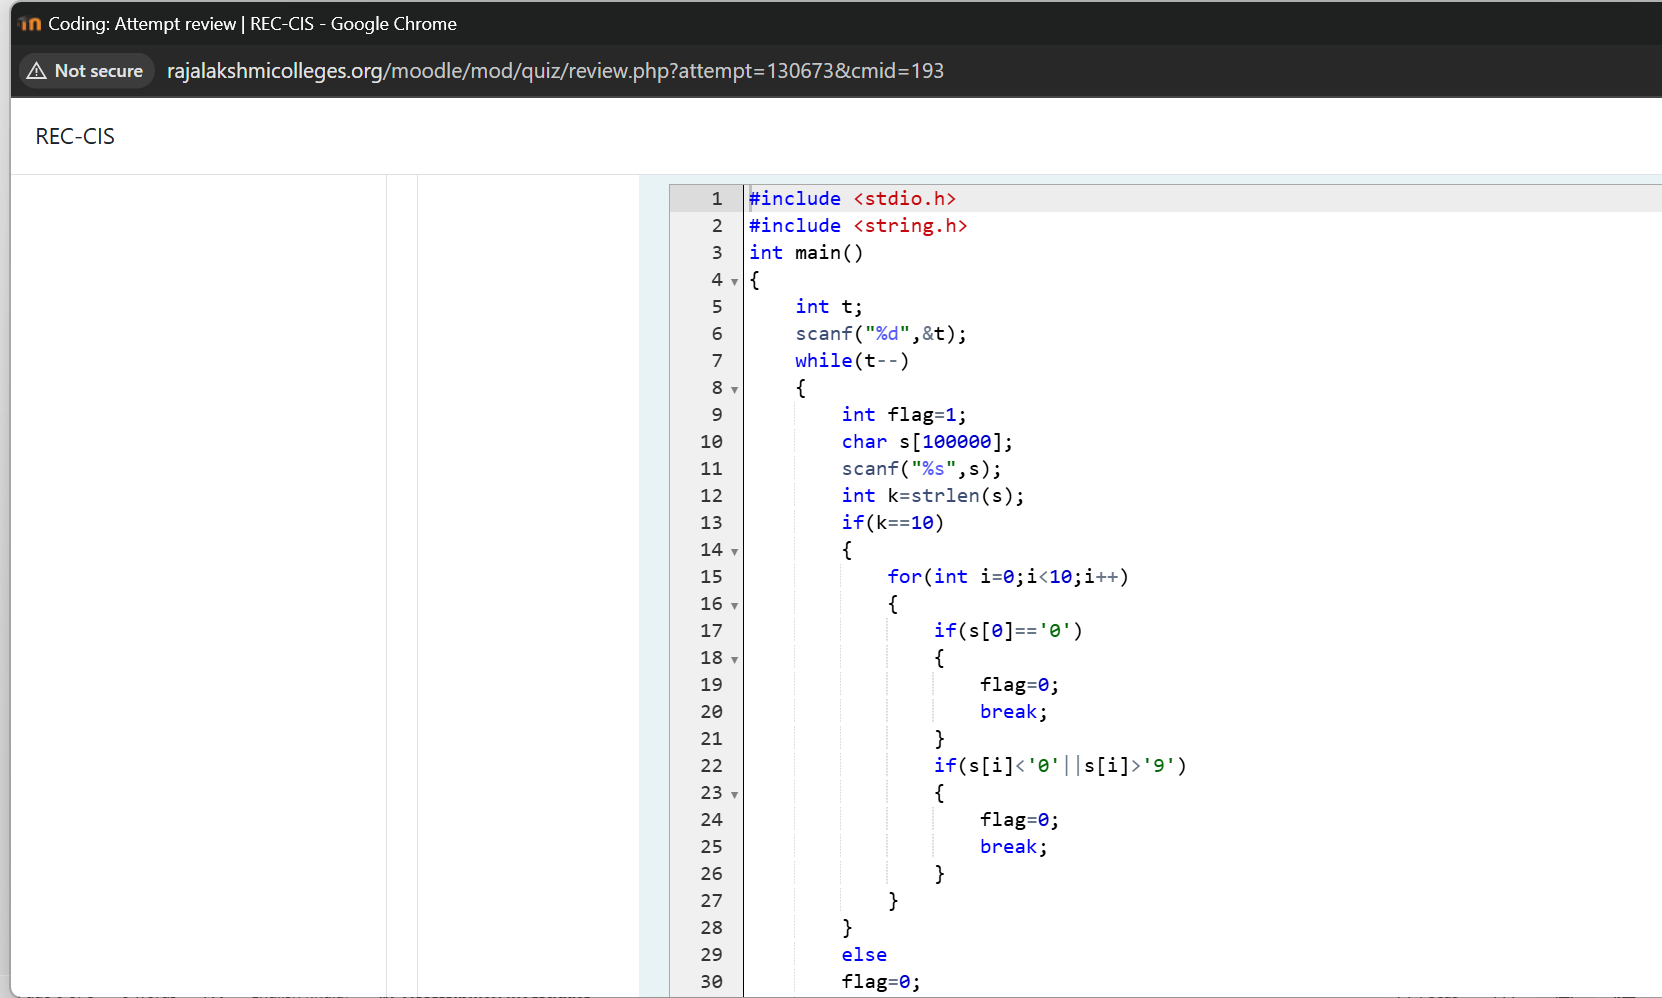 Coding: Attempt review | REC-CIS - Google Chrome
Not secure rajalakshmicolleges.org/moodle/mod/quiz/review.php?attempt=130673&cmid=193
REC-CIS
1 #include <stdio.h>
2 #include <string.h>
3 int main()
4 {
5 int t;
6 scanf("%d",&t);
7 while(t--)
8 {
9 int flag=1;
10 char s[100000];
11 scanf("%s",s);
12 int k=strlen(s);
13 if(k==10)
14 {
15 for(int i=0;i<10;i++)
16 {
17 if(s[0]=='0')
18 {
19 flag=0;
20 break;
21 }
22 if(s[i]<'0'||s[i]>'9')
23 {
24 flag=0;
25 break;
26 }
27 }
28 }
29 else
30 flag=0;